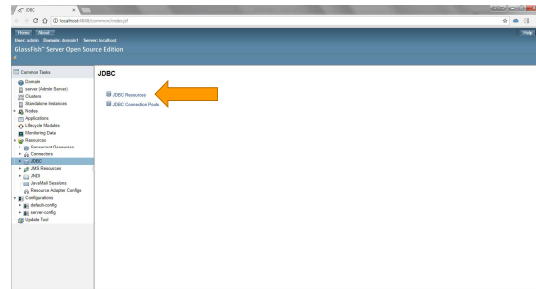 JDBC
localhost:4848/common/index.jsf
Home About...
Help
User: admin Domain: domain1 Server: localhost
GlassFish™ Server Open Source Edition
Common Tasks
Domain
server (Admin Server)
Clusters
Standalone Instances
Nodes
Applications
Lifecycle Modules
Monitoring Data
Resources
Concurrent Resources
Connectors
JDBC
JMS Resources
JNDI
JavaMail Sessions
Resource Adapter Configs
Configurations
default-config
server-config
Update Tool
JDBC
JDBC Resources
JDBC Connection Pools